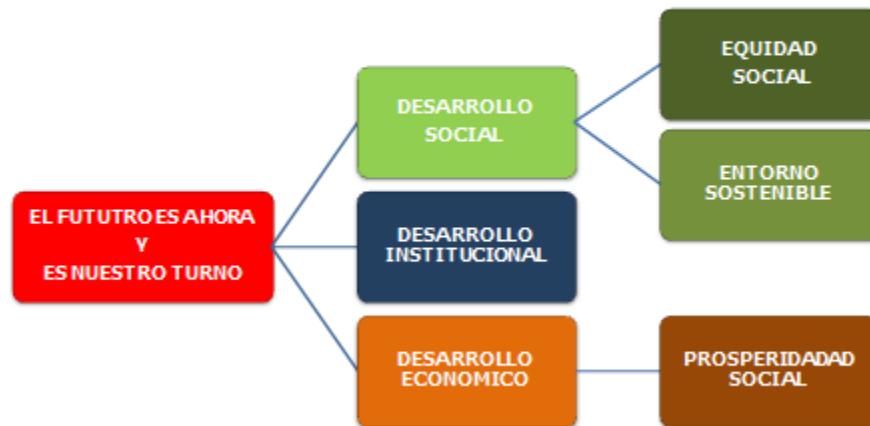 EL FUTUTRO ES AHORA
Y
ES NUESTRO TURNO
DESARROLLO
SOCIAL
EQUIDAD
SOCIAL
ENTORNO
SOSTENIBLE
DESARROLLO
INSTITUCIONAL
DESARROLLO
ECONOMICO
PROSPERIDADAD
SOCIAL